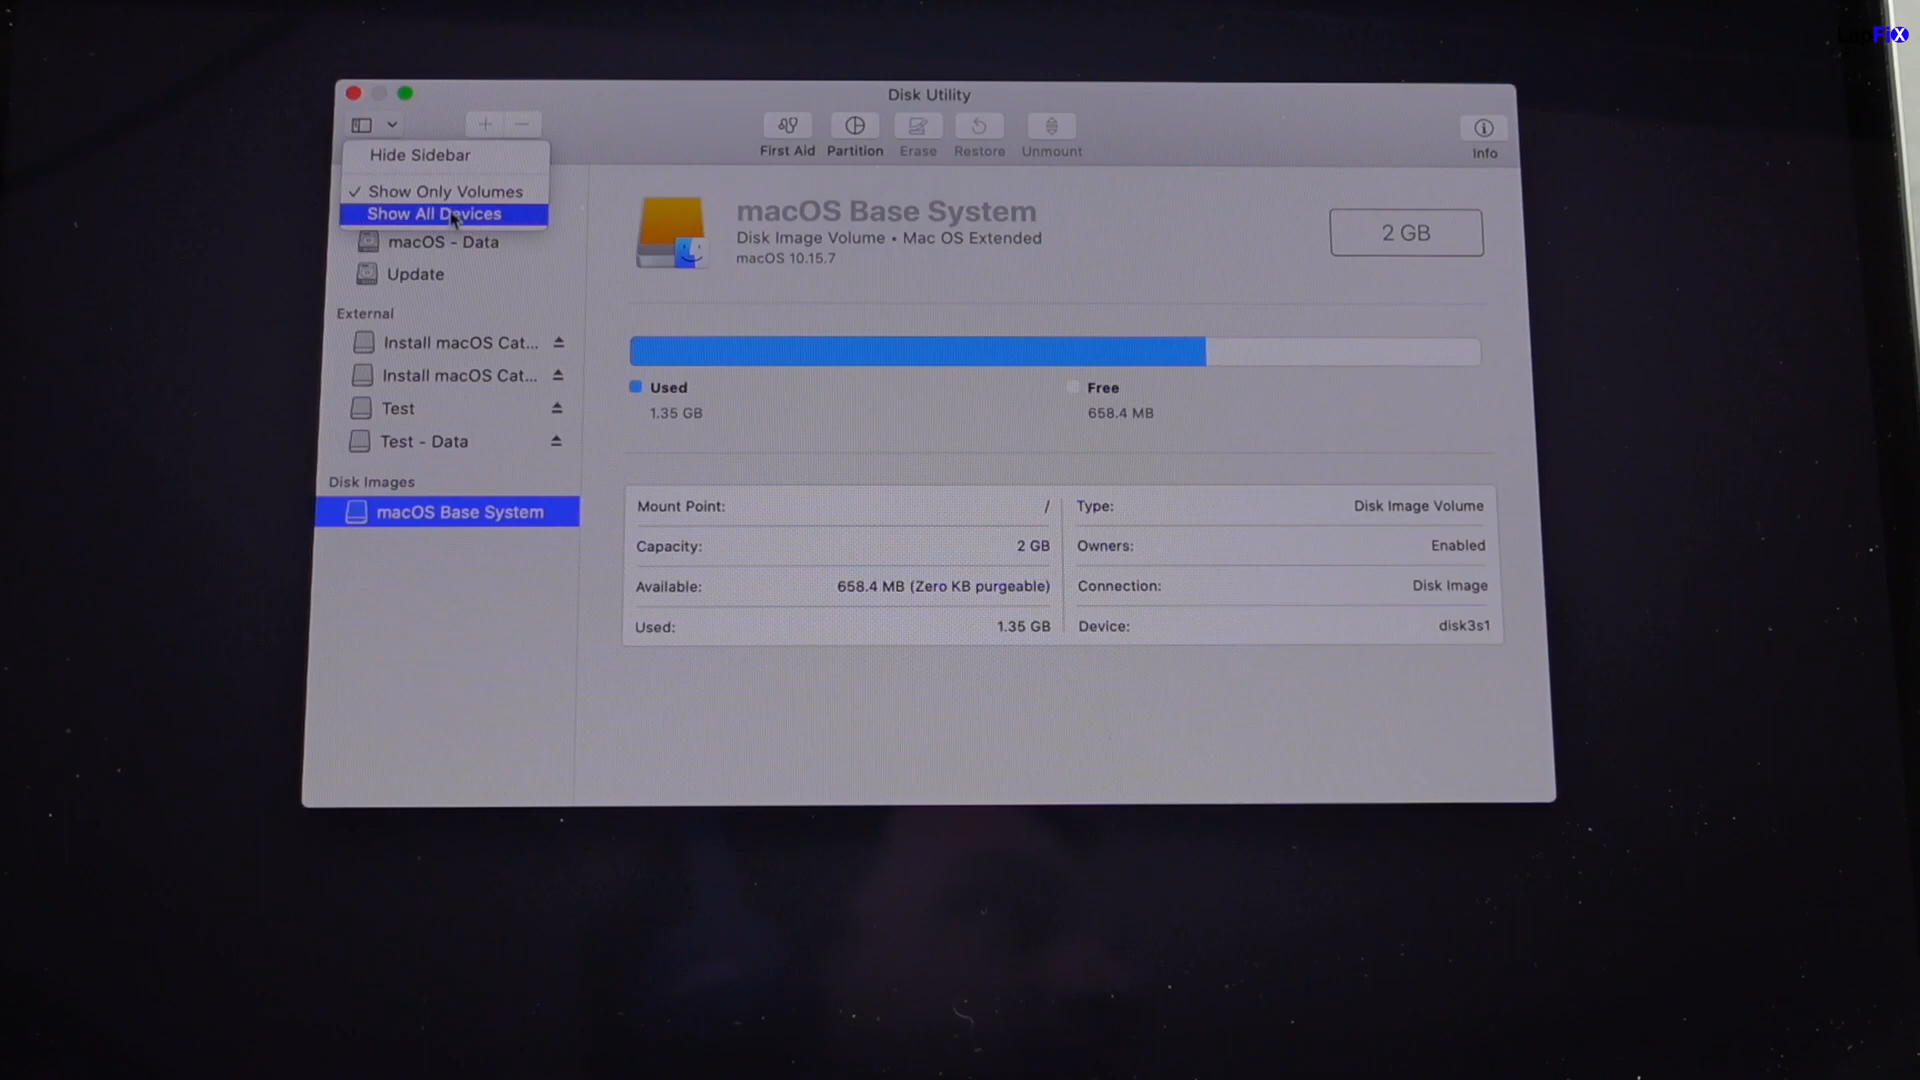 LapFix
Disk Utility
First Aid
Partition
Erase
Restore
Unmount
Info
Hide Sidebar
✓ Show Only Volumes
Show All Devices
macOS - Data
Update
External
Install macOS Cat...
Install macOS Cat...
Test
Test - Data
Disk Images
macOS Base System
macOS Base System
Disk Image Volume • Mac OS Extended
macOS 10.15.7
2 GB
Used
1.35 GB
Free
658.4 MB
Mount Point: /
Capacity: 2 GB
Available: 658.4 MB (Zero KB purgeable)
Used: 1.35 GB
Type: Disk Image Volume
Owners: Enabled
Connection: Disk Image
Device: disk3s1